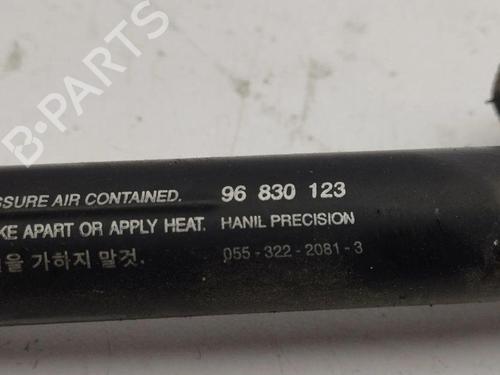 B-PARTS
SSURE AIR CONTAINED. 96 830 123
KE APART OR APPLY HEAT. HANIL PRECISION
을 가하지 말것. 055-322-2081-3